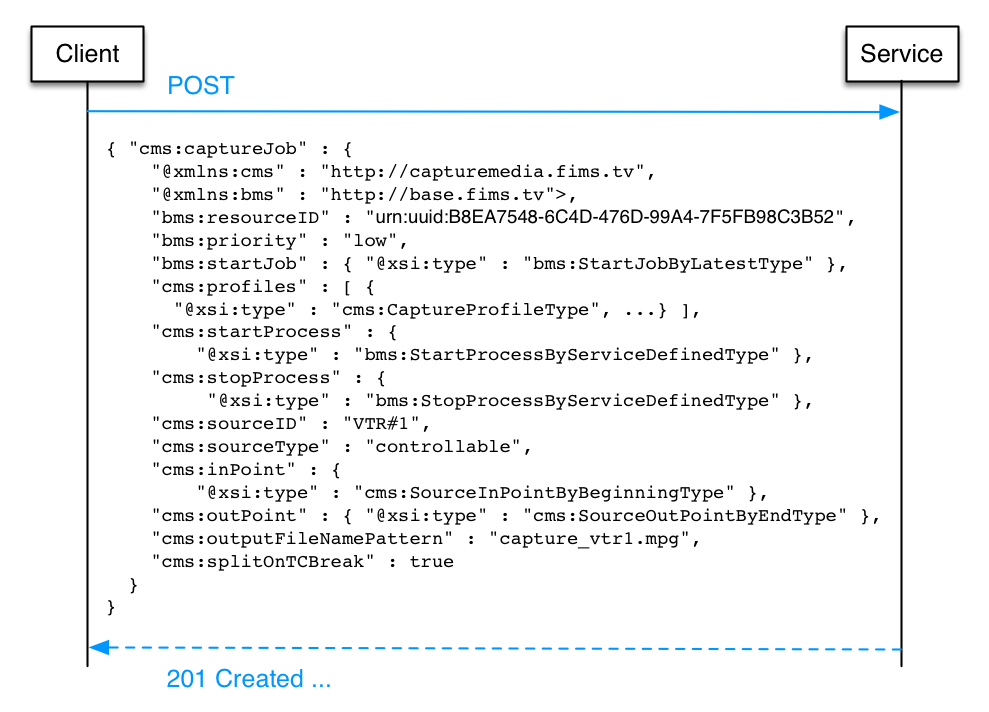 Client
Service
POST
{ "cms:captureJob" : {
"@xmlns:cms" : "http://capturemedia.fims.tv",
"@xmlns:bms" : "http://base.fims.tv">,
"bms:resourceID" : "urn:uuid:B8EA7548-6C4D-476D-99A4-7F5FB98C3B52",
"bms:priority" : "low",
"bms:startJob" : { "@xsi:type" : "bms:StartJobByLatestType" },
"cms:profiles" : [ {
"@xsi:type" : "cms:CaptureProfileType", ...} ],
"cms:startProcess" : {
"@xsi:type" : "bms:StartProcessByServiceDefinedType" },
"cms:stopProcess" : {
"@xsi:type" : "bms:StopProcessByServiceDefinedType" },
"cms:sourceID" : "VTR#1",
"cms:sourceType" : "controllable",
"cms:inPoint" : {
"@xsi:type" : "cms:SourceInPointByBeginningType" },
"cms:outPoint" : { "@xsi:type" : "cms:SourceOutPointByEndType" },
"cms:outputFileNamePattern" : "capture_vtr1.mpg",
"cms:splitOnTCBreak" : true
}
}
201 Created ...